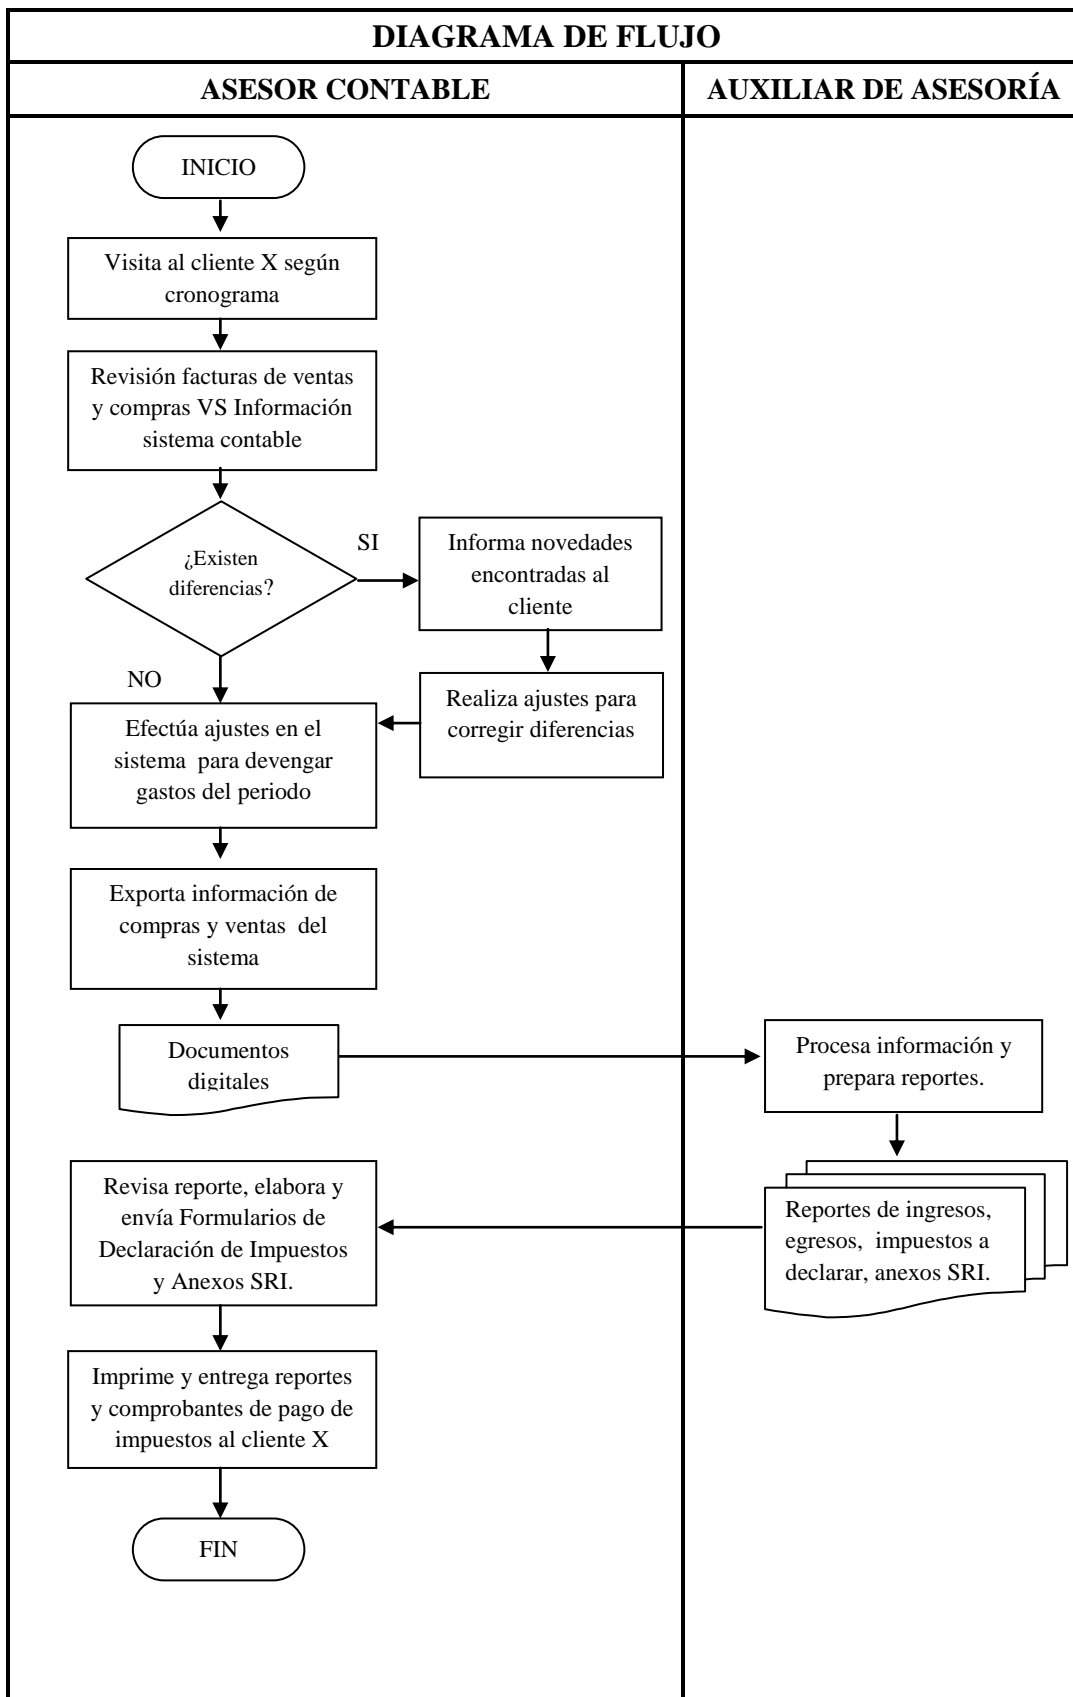 DIAGRAMA DE FLUJO
ASESOR CONTABLE
AUXILIAR DE ASESORÍA
INICIO
Visita al cliente X según
cronograma
Revisión facturas de ventas
y compras VS Información
sistema contable
¿Existen
diferencias?
SI
Informa novedades
encontradas al
cliente
Realiza ajustes para
corregir diferencias
NO
Efectúa ajustes en el
sistema para devengar
gastos del periodo
Exporta información de
compras y ventas del
sistema
Documentos
digitales
Procesa información y
prepara reportes.
Reportes de ingresos,
egresos, impuestos a
declarar, anexos SRI.
Revisa reporte, elabora y
envía Formularios de
Declaración de Impuestos
y Anexos SRI.
Imprime y entrega reportes
y comprobantes de pago de
impuestos al cliente X
FIN